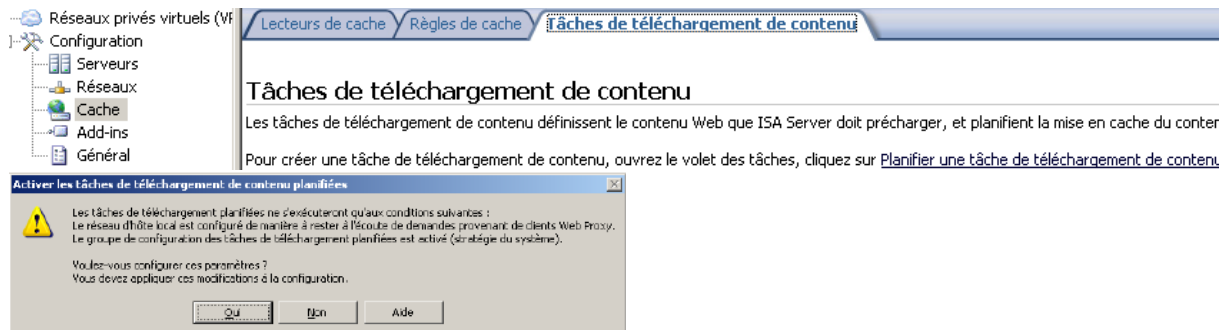 Réseaux privés virtuels (VF
Configuration
Serveurs
Réseaux
Cache
Add-ins
Général
Lecteurs de cache
Règles de cache
Tâches de téléchargement de contenu
Tâches de téléchargement de contenu
Les tâches de téléchargement de contenu définissent le contenu Web que ISA Server doit précharger, et planifient la mise en cache du conter
Pour créer une tâche de téléchargement de contenu, ouvrez le volet des tâches, cliquez sur Planifier une tâche de téléchargement de contenu
Activer les tâches de téléchargement de contenu planifiées
Les tâches de téléchargement planifiées ne s'exécuteront qu'aux conditions suivantes :
Le réseau d'hôte local est configuré de manière à rester à l'écoute de demandes provenant de clients Web Proxy.
Le groupe de configuration des tâches de téléchargement planifiées est activé (stratégie du système).
Voulez-vous configurer ces paramètres ?
Vous devez appliquer ces modifications à la configuration.
Oui
Non
Aide